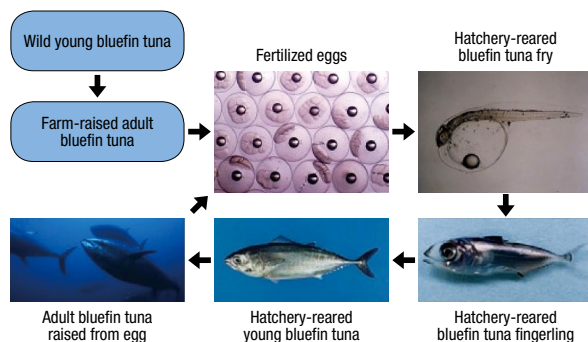 Wild young bluefin tuna
Farm-raised adult
bluefin tuna
Fertilized eggs
Hatchery-reared
bluefin tuna fry
Adult bluefin tuna
raised from egg
Hatchery-reared
young bluefin tuna
Hatchery-reared
bluefin tuna fingerling